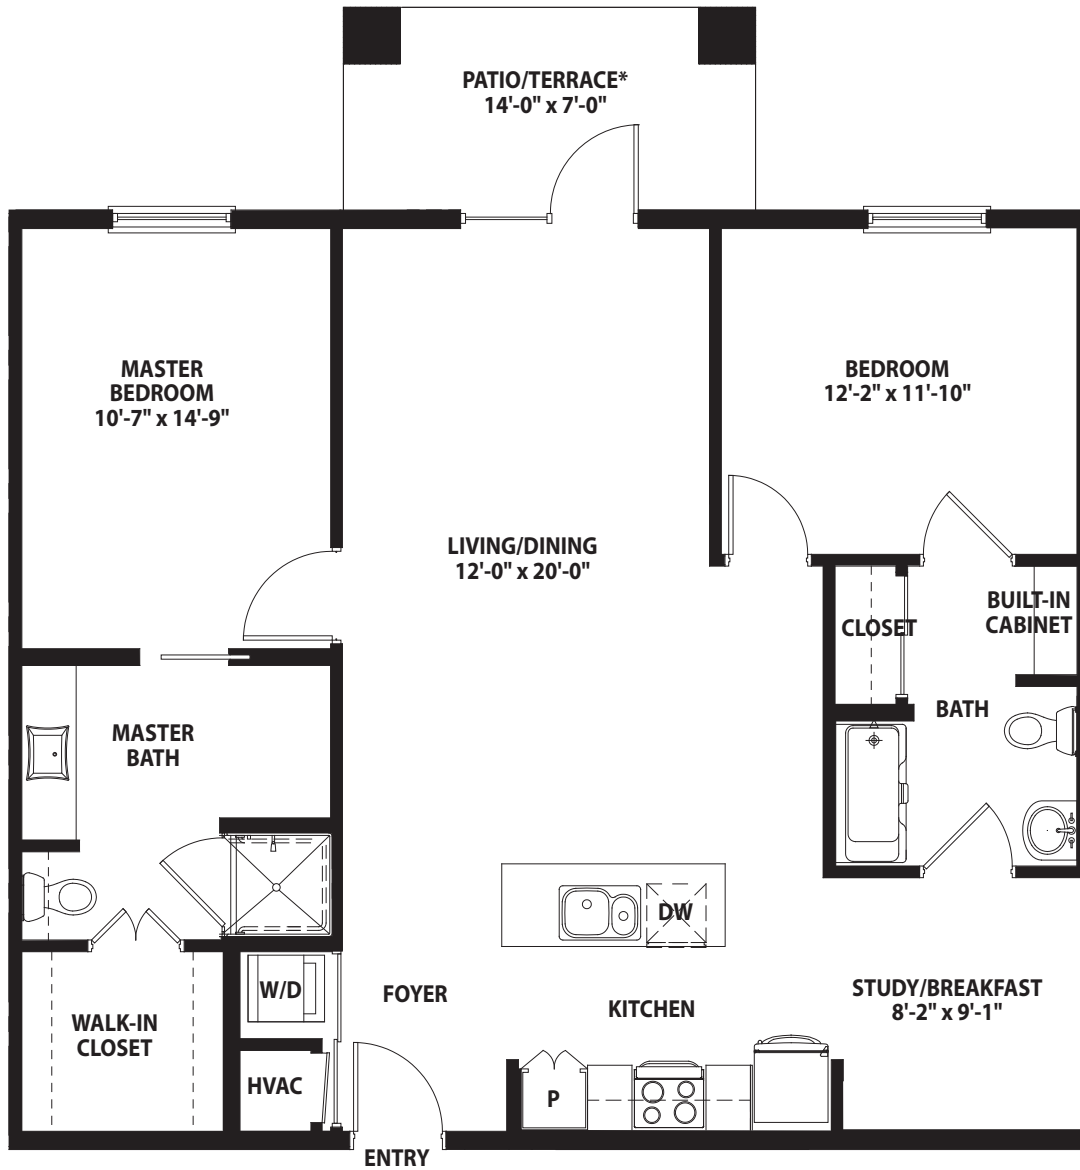 PATIO/TERRACE*
14'-0" x 7'-0"
MASTER
BEDROOM
10'-7" x 14'-9"
BEDROOM
12'-2" x 11'-10"
LIVING/DINING
12'-0" x 20'-0"
CLOSET
BUILT-IN
CABINET
BATH
MASTER
BATH
DW
W/D
FOYER
KITCHEN
STUDY/BREAKFAST
8'-2" x 9'-1"
WALK-IN
CLOSET
HVAC
P
ENTRY